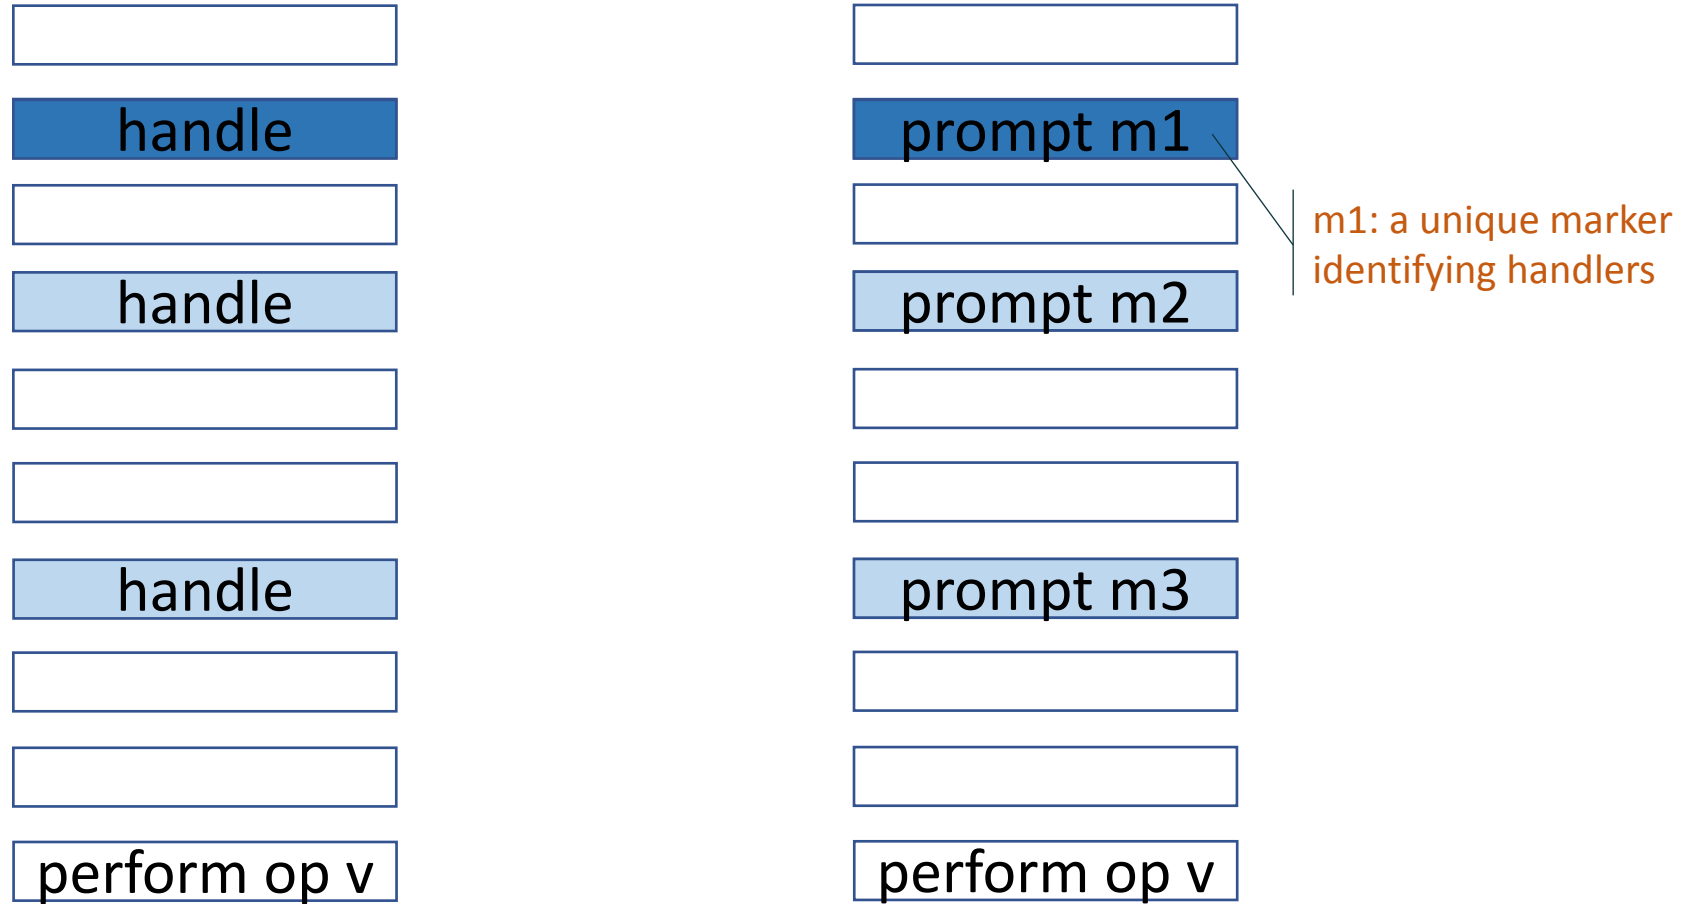 handle
handle
handle
perform op v
prompt m1
prompt m2
prompt m3
perform op v
m1: a unique marker
identifying handlers